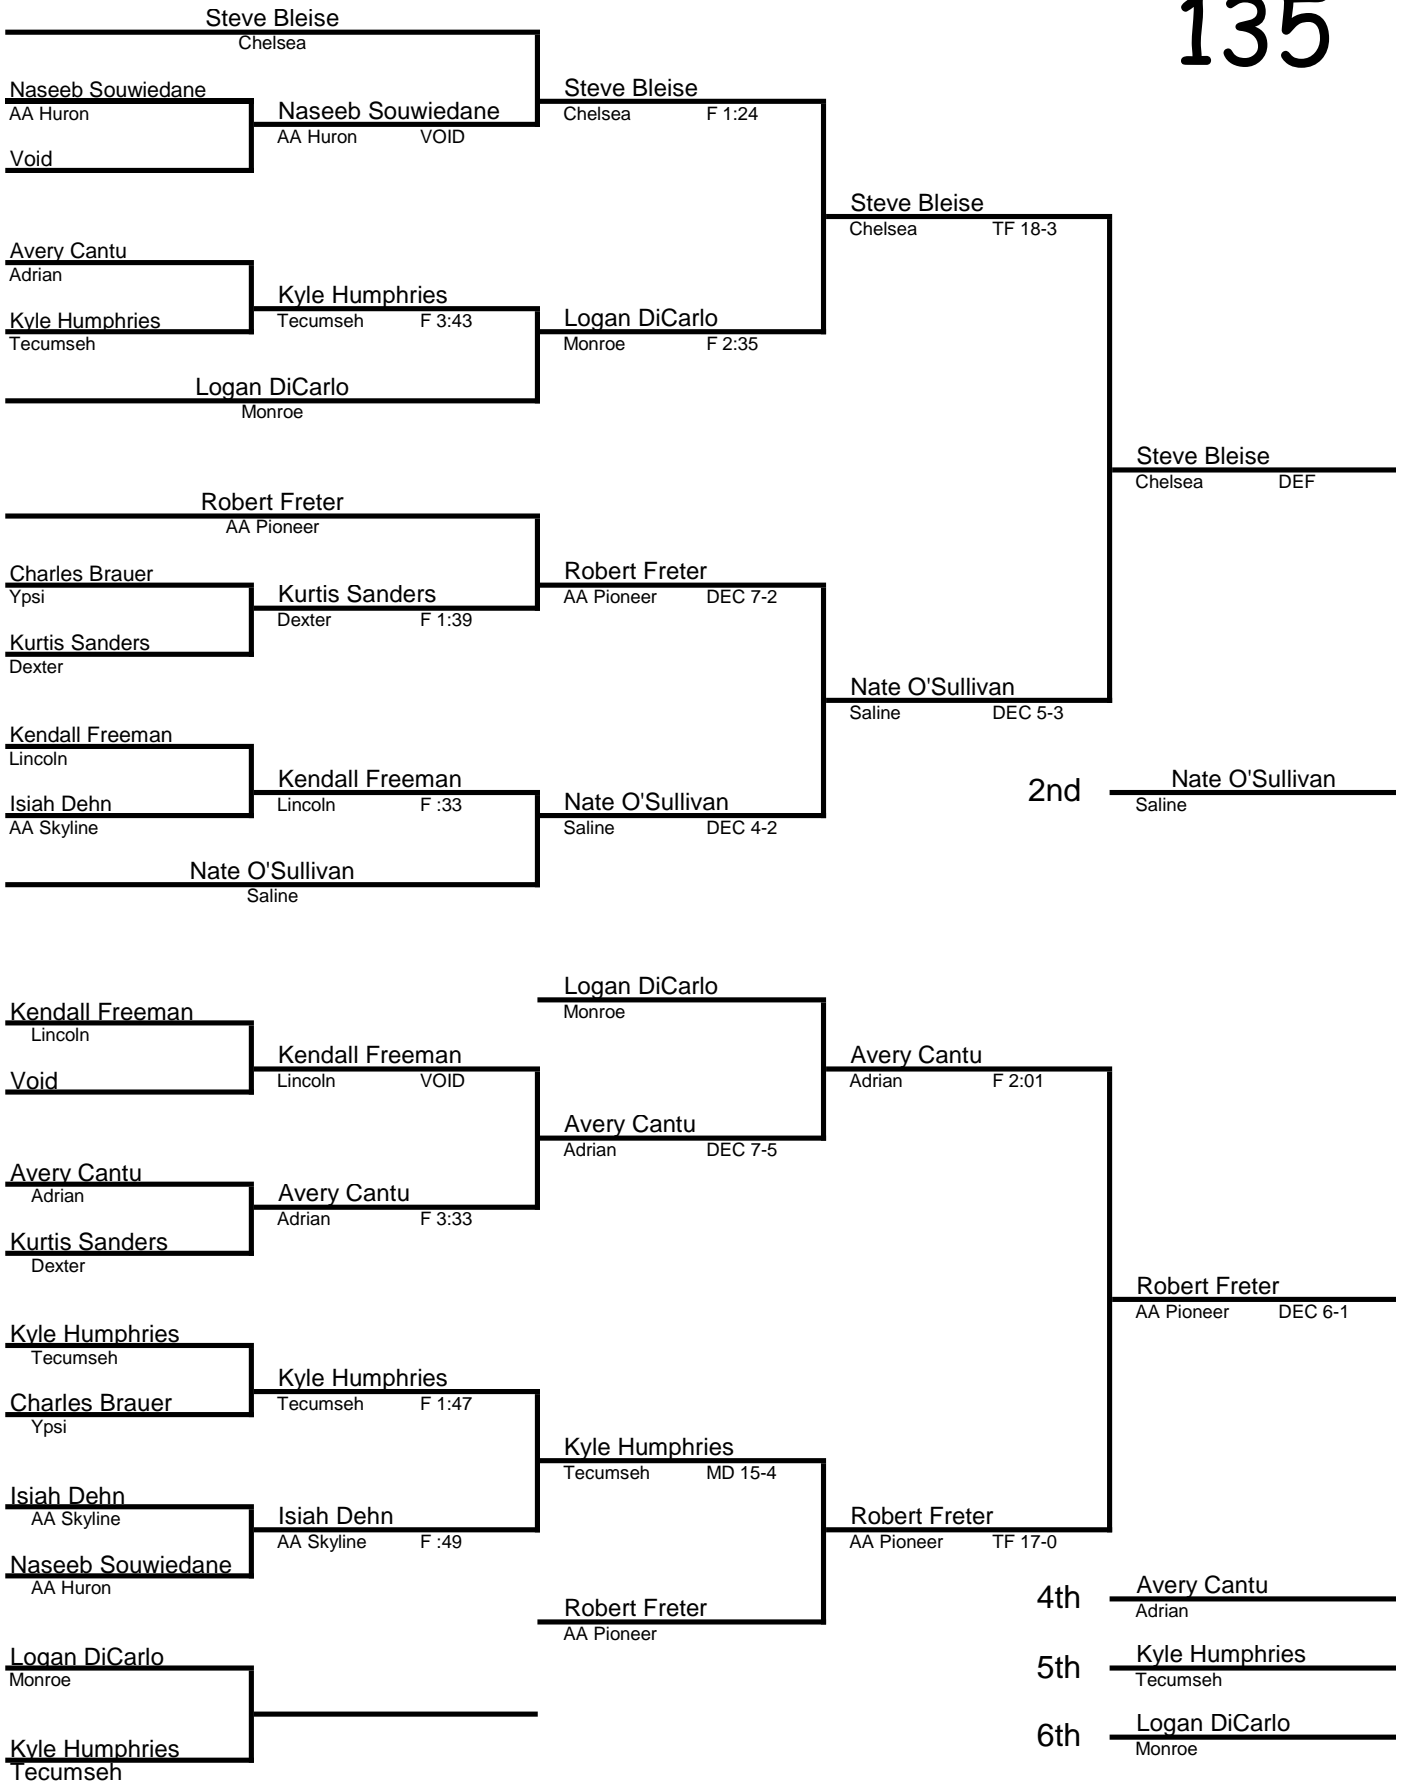 135
Steve Bleise
Chelsea
Naseeb Souwiedane
AA Huron
Void
Naseeb Souwiedane
AA Huron VOID
Steve Bleise
Chelsea F 1:24
Avery Cantu
Adrian
Kyle Humphries
Tecumseh
Kyle Humphries
Tecumseh F 3:43
Logan DiCarlo
Monroe F 2:35
Logan DiCarlo
Monroe
Steve Bleise
Chelsea TF 18-3
Robert Freter
AA Pioneer
Charles Brauer
Ypsi
Kurtis Sanders
Dexter
Kurtis Sanders
Dexter F 1:39
Robert Freter
AA Pioneer DEC 7-2
Kendall Freeman
Lincoln
Isiah Dehn
AA Skyline
Kendall Freeman
Lincoln F :33
Nate O'Sullivan
Saline DEC 4-2
Nate O'Sullivan
Saline
Nate O'Sullivan
Saline DEC 5-3
Steve Bleise
Chelsea DEF
2nd Nate O'Sullivan
Saline
Kendall Freeman
Lincoln
Void
Kendall Freeman
Lincoln VOID
Logan DiCarlo
Monroe
Avery Cantu
Adrian DEC 7-5
Avery Cantu
Adrian
Kurtis Sanders
Dexter
Avery Cantu
Adrian F 3:33
Avery Cantu
Adrian F 2:01
Kyle Humphries
Tecumseh
Charles Brauer
Ypsi
Kyle Humphries
Tecumseh F 1:47
Isiah Dehn
AA Skyline
Naseeb Souwiedane
AA Huron
Isiah Dehn
AA Skyline F :49
Kyle Humphries
Tecumseh MD 15-4
Robert Freter
AA Pioneer
Robert Freter
AA Pioneer TF 17-0
Robert Freter
AA Pioneer DEC 6-1
Logan DiCarlo
Monroe
Kyle Humphries
Tecumseh
4th Avery Cantu
Adrian
5th Kyle Humphries
Tecumseh
6th Logan DiCarlo
Monroe